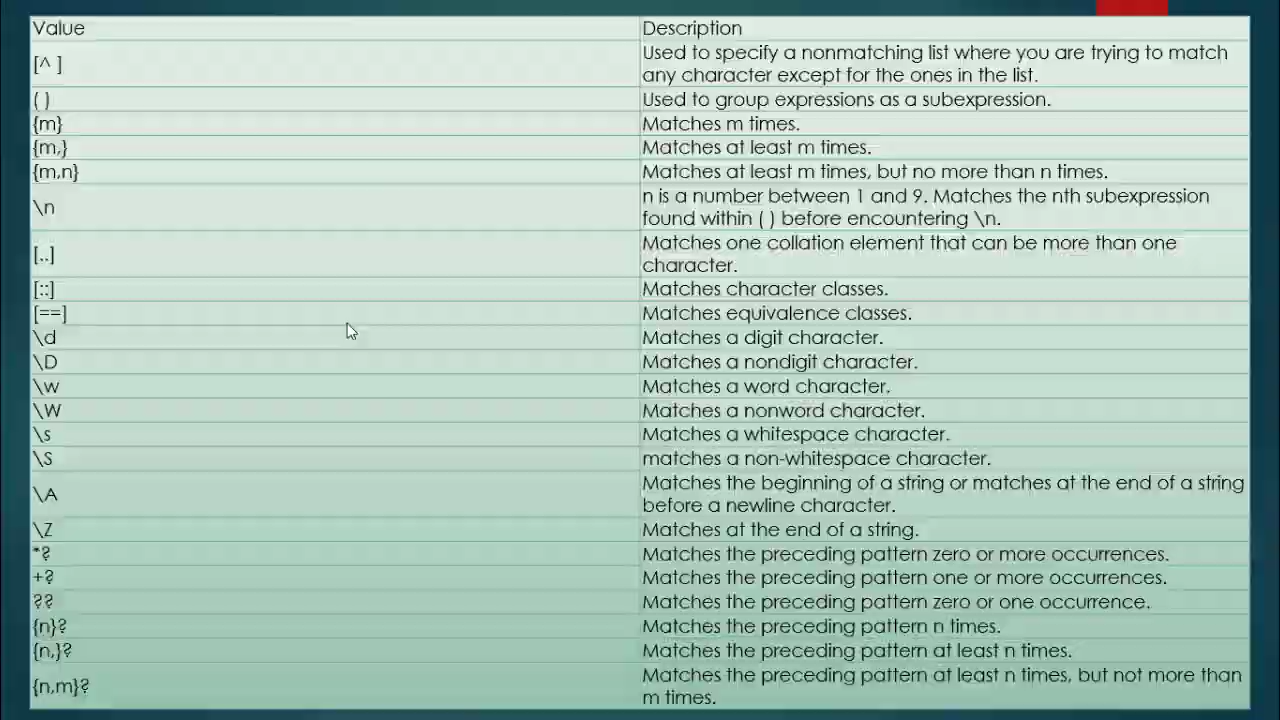 Value Description
[^ ] Used to specify a nonmatching list where you are trying to match
any character except for the ones in the list.
( ) Used to group expressions as a subexpression.
{m} Matches m times.
{m,} Matches at least m times.
{m,n} Matches at least m times, but no more than n times.
\n n is a number between 1 and 9. Matches the nth subexpression
found within ( ) before encountering \n.
[..] Matches one collation element that can be more than one
character.
[::] Matches character classes.
[==] Matches equivalence classes.
\d Matches a digit character.
\D Matches a nondigit character.
\w Matches a word character.
\W Matches a nonword character.
\s Matches a whitespace character.
\S matches a non-whitespace character.
\A Matches the beginning of a string or matches at the end of a string
before a newline character.
\Z Matches at the end of a string.
*? Matches the preceding pattern zero or more occurrences.
+? Matches the preceding pattern one or more occurrences.
?? Matches the preceding pattern zero or one occurrence.
{n}? Matches the preceding pattern n times.
{n,}? Matches the preceding pattern at least n times.
{n,m}? Matches the preceding pattern at least n times, but not more than
m times.